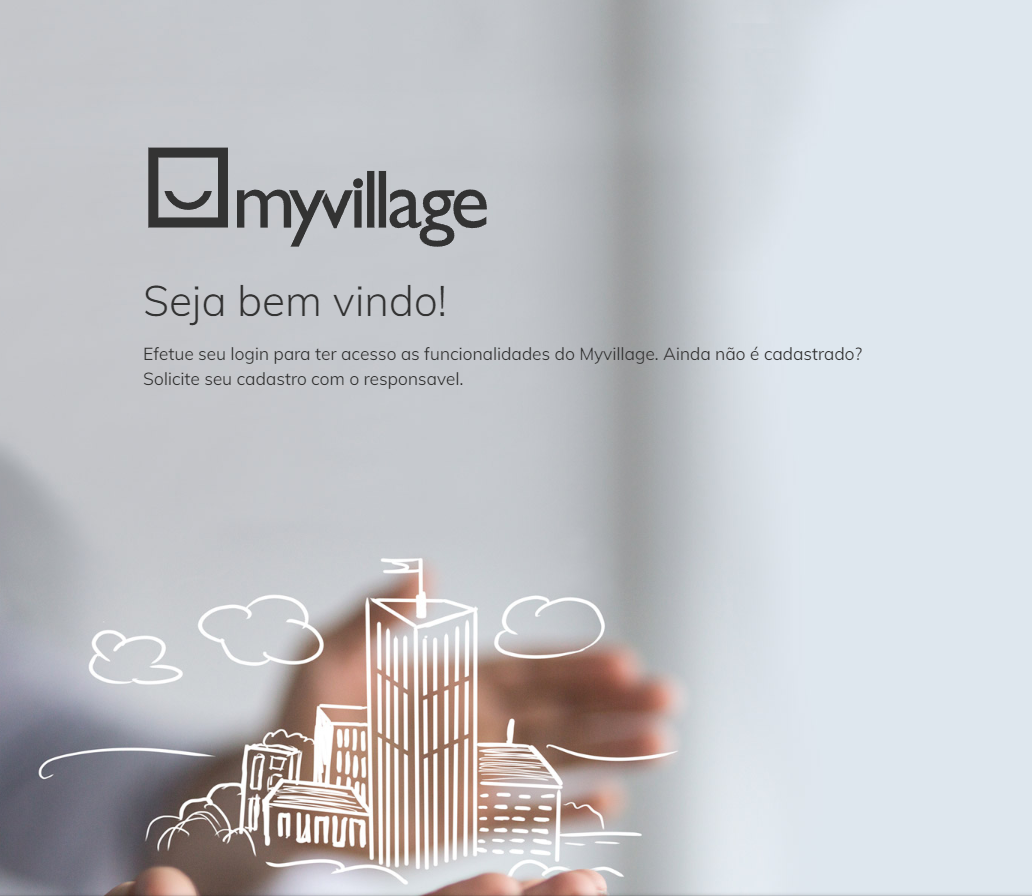 myvillage
Seja bem vindo!
Efetue seu login para ter acesso as funcionalidades do Myvillage. Ainda não é cadastrado?
Solicite seu cadastro com o responsavel.